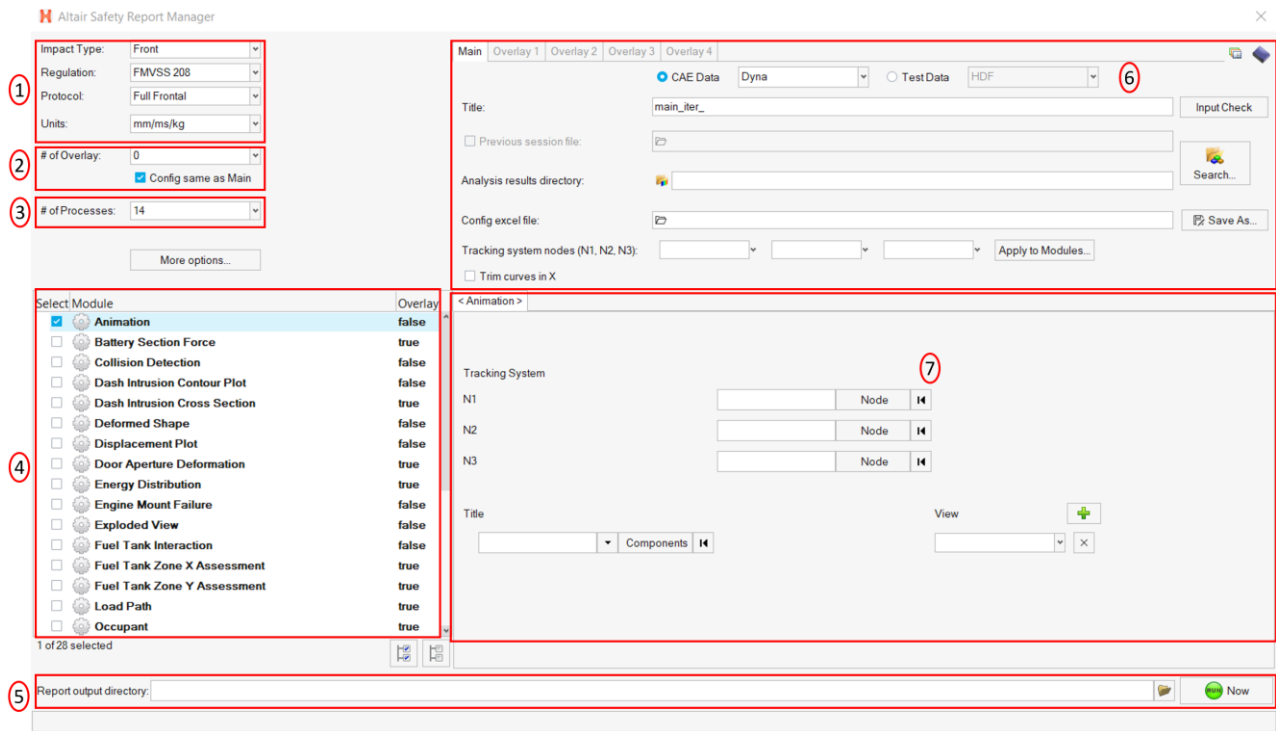 Altair Safety Report Manager
1
Impact Type: Front
Regulation: FMVSS 208
Protocol: Full Frontal
Units: mm/ms/kg
2
# of Overlay: 0
Config same as Main
3
# of Processes: 14
More options...
Main Overlay 1 Overlay 2 Overlay 3 Overlay 4
CAE Data Dyna Test Data HDF
6
Title: main_iter_ Input Check
Previous session file:
Search...
Analysis results directory:
Config excel file: Save As...
Tracking system nodes (N1, N2, N3): Apply to Modules...
Trim curves in X
4
Select Module Overlay
Animation false
Battery Section Force true
Collision Detection false
Dash Intrusion Contour Plot false
Dash Intrusion Cross Section true
Deformed Shape false
Displacement Plot false
Door Aperture Deformation true
Energy Distribution true
Engine Mount Failure false
Exploded View false
Fuel Tank Interaction false
Fuel Tank Zone X Assessment true
Fuel Tank Zone Y Assessment true
Load Path true
Occupant true
1 of 28 selected
< Animation >
7
Tracking System
N1 Node
N2 Node
N3 Node
Title View
Components
5
Report output directory: RUN Now